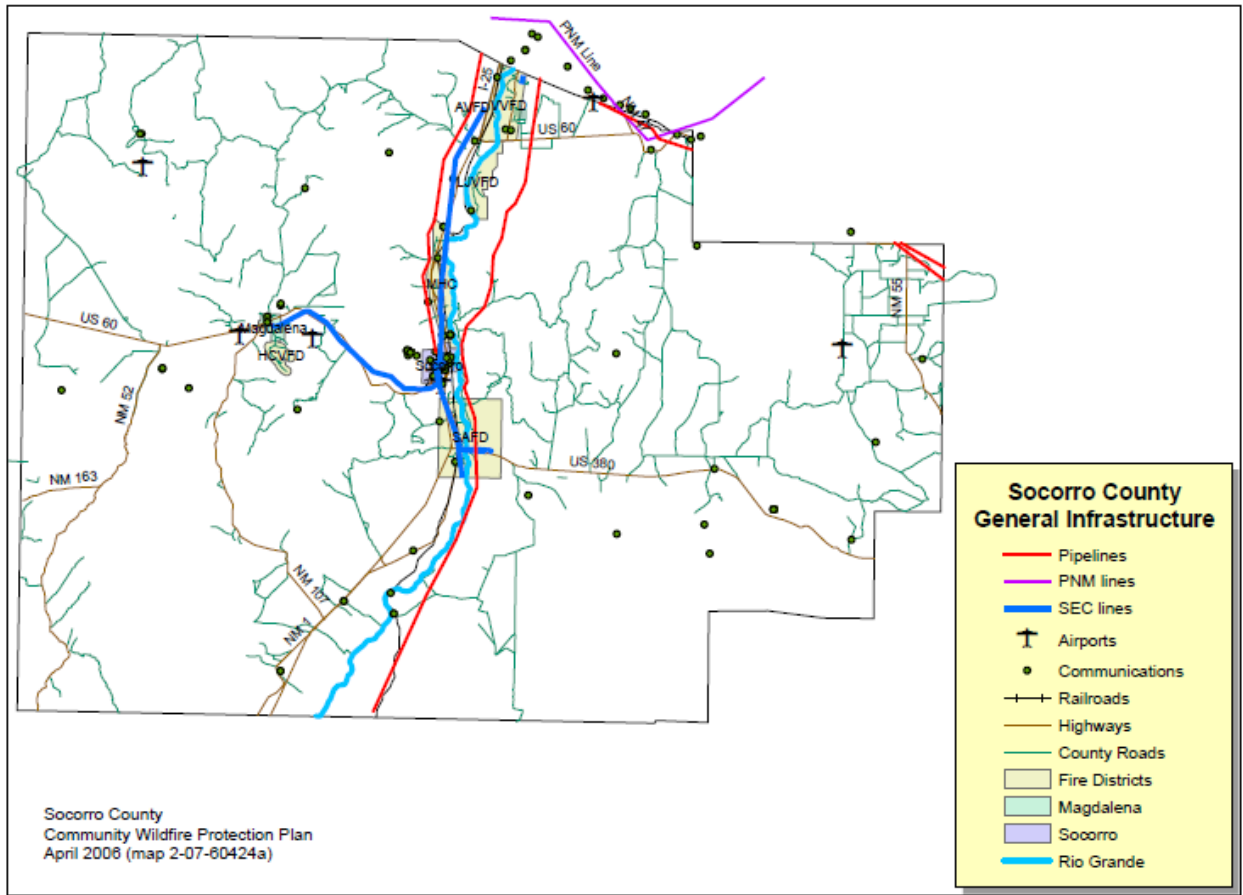 PNM Line
I-25
AVFD
VVFD
US 60
LJVFD
MHC
NM 55
US 60
Magdalena
HCVFD
Socorro
NM 52
SAFD
US 380
NM 163
NM 107
NM 1
Socorro County
General Infrastructure
Pipelines
PNM lines
SEC lines
Airports
Communications
Railroads
Highways
County Roads
Fire Districts
Magdalena
Socorro
Rio Grande
Socorro County
Community Wildfire Protection Plan
April 2006 (map 2-07-60424a)